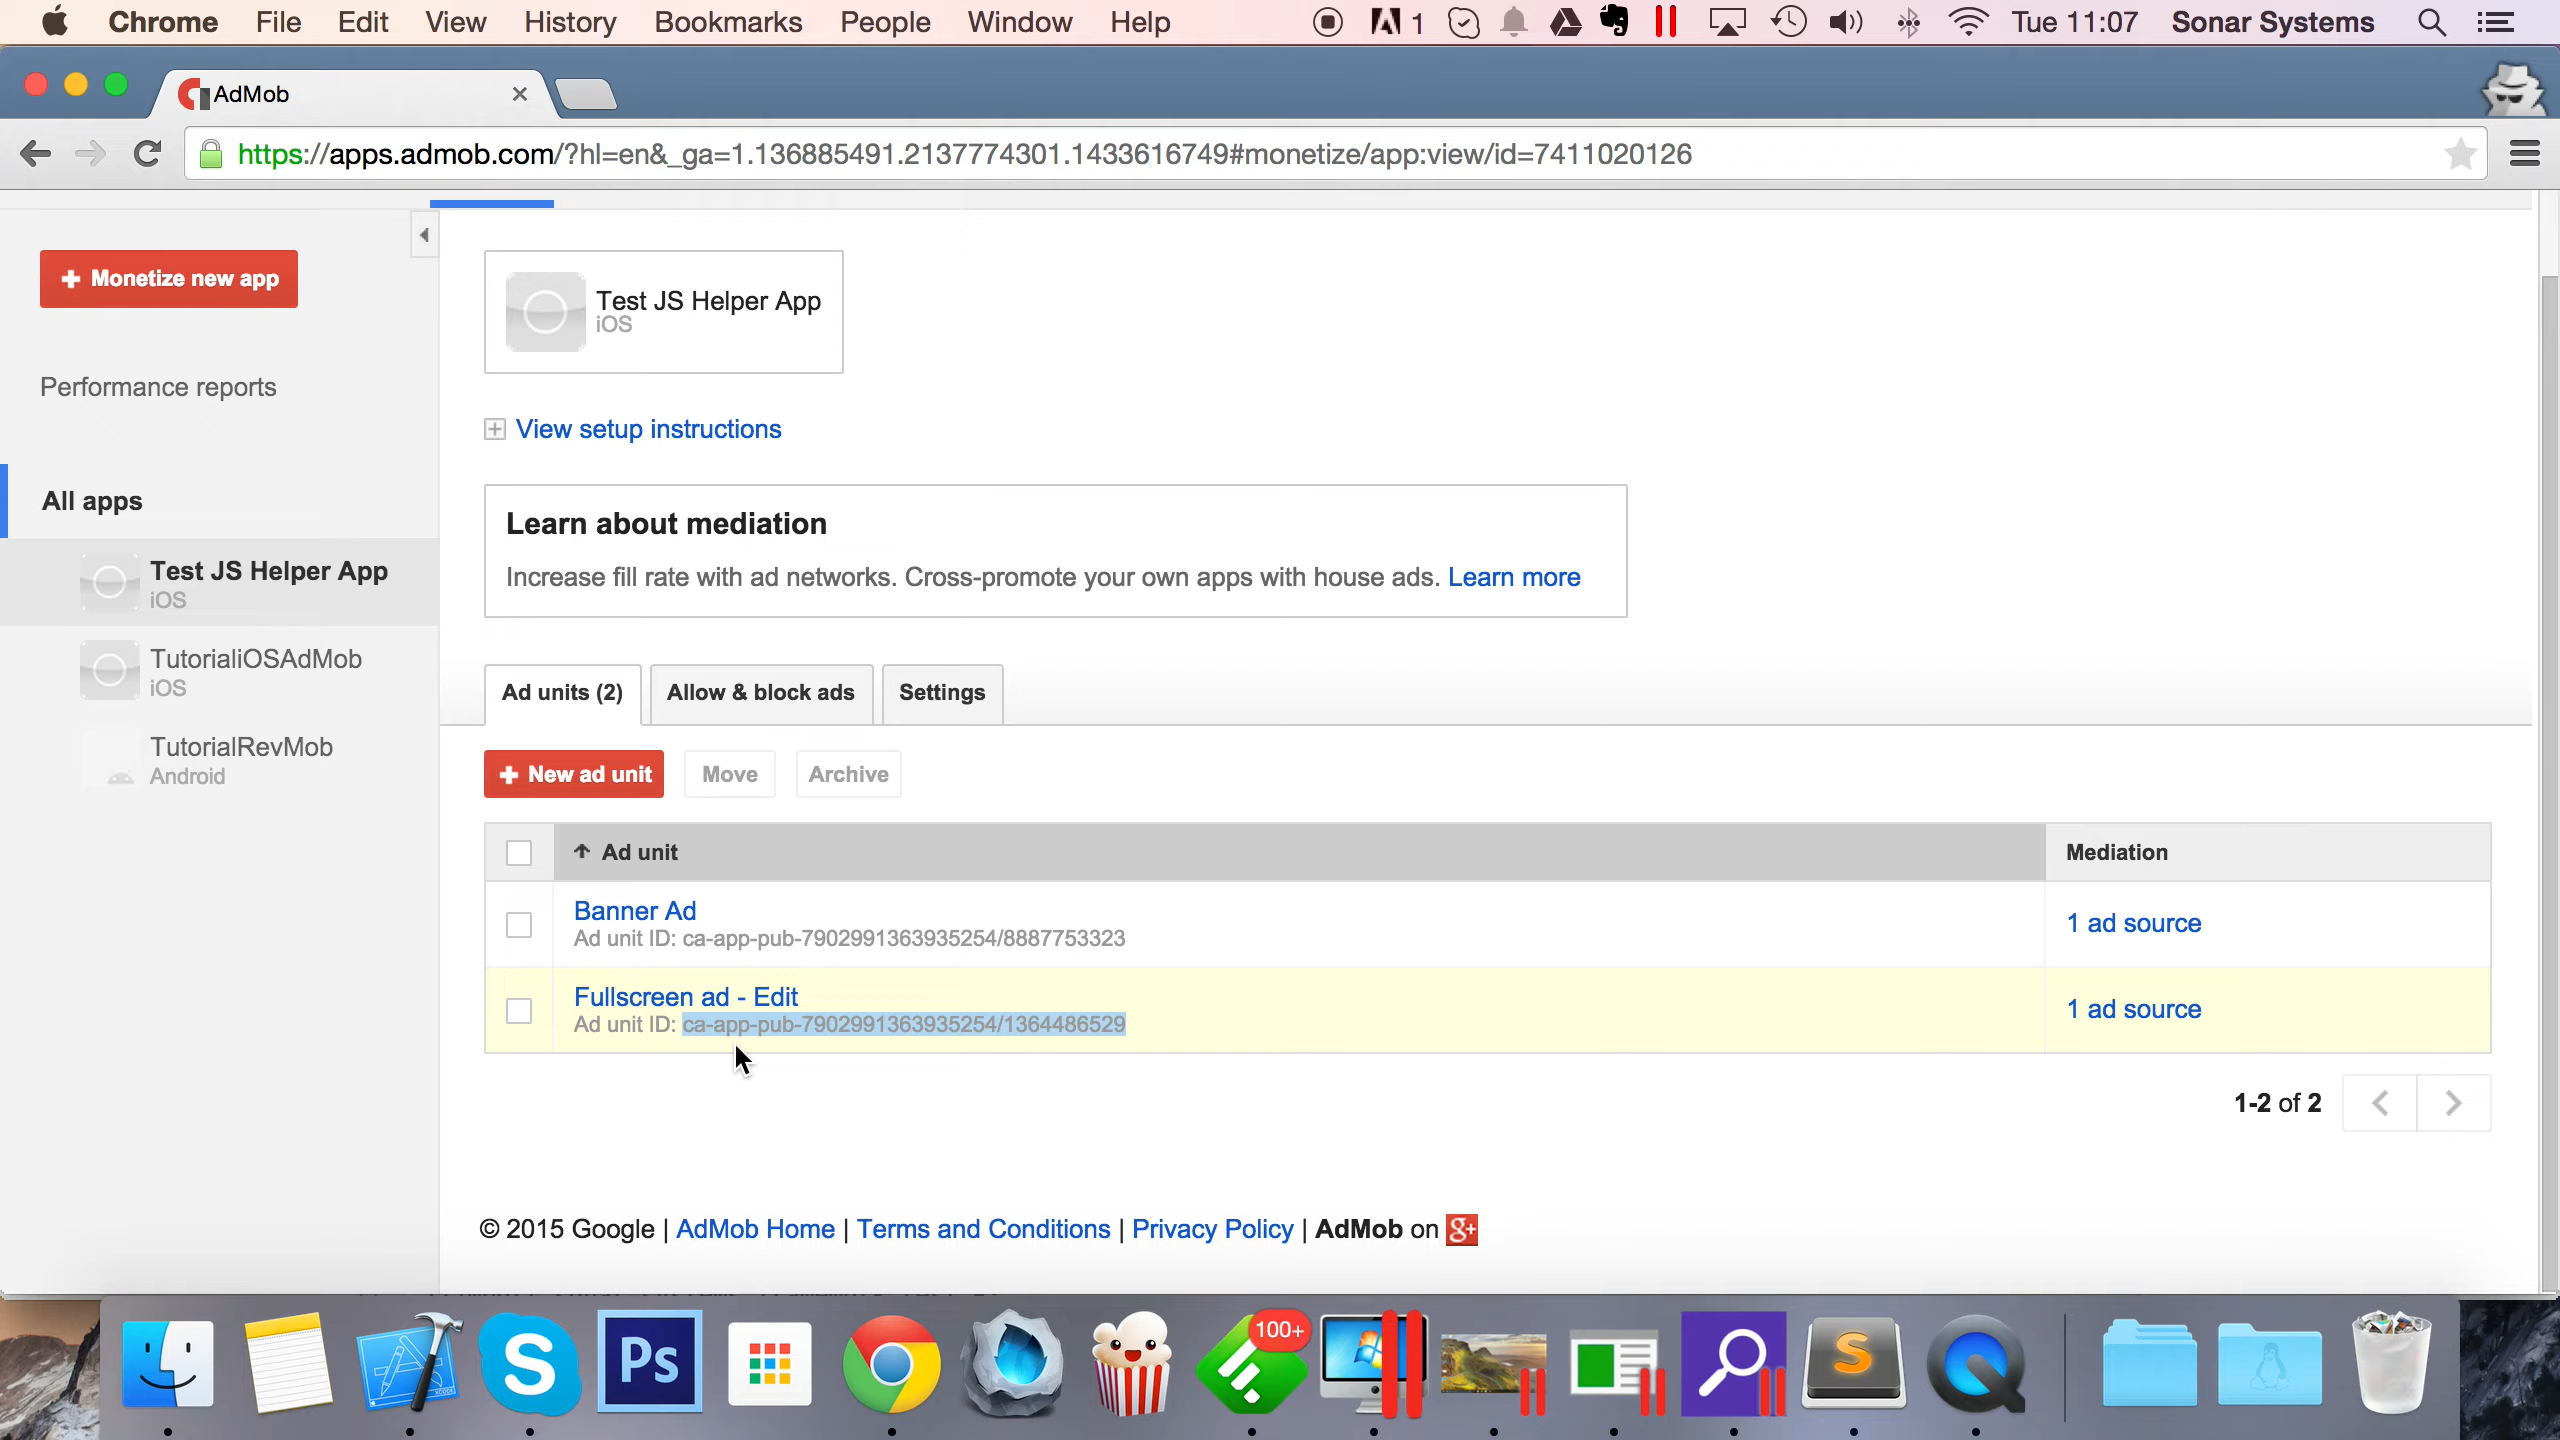 Chrome File Edit View History Bookmarks People Window Help 1 Tue 11:07 Sonar Systems
AdMob
https://apps.admob.com/?hl=en&_ga=1.136885491.2137774301.1433616749#monetize/app:view/id=7411020126
+ Monetize new app
Performance reports
All apps
Test JS Helper App
iOS
TutorialiOSAdMob
iOS
TutorialRevMob
Android
Test JS Helper App
iOS
View setup instructions
Learn about mediation
Increase fill rate with ad networks. Cross-promote your own apps with house ads. Learn more
Ad units (2) Allow & block ads Settings
+ New ad unit Move Archive
Ad unit Mediation
Banner Ad
Ad unit ID: ca-app-pub-7902991363935254/8887753323
1 ad source
Fullscreen ad - Edit
Ad unit ID: ca-app-pub-7902991363935254/1364486529
1 ad source
1-2 of 2
© 2015 Google | AdMob Home | Terms and Conditions | Privacy Policy | AdMob on g+
S Ps 100+ S